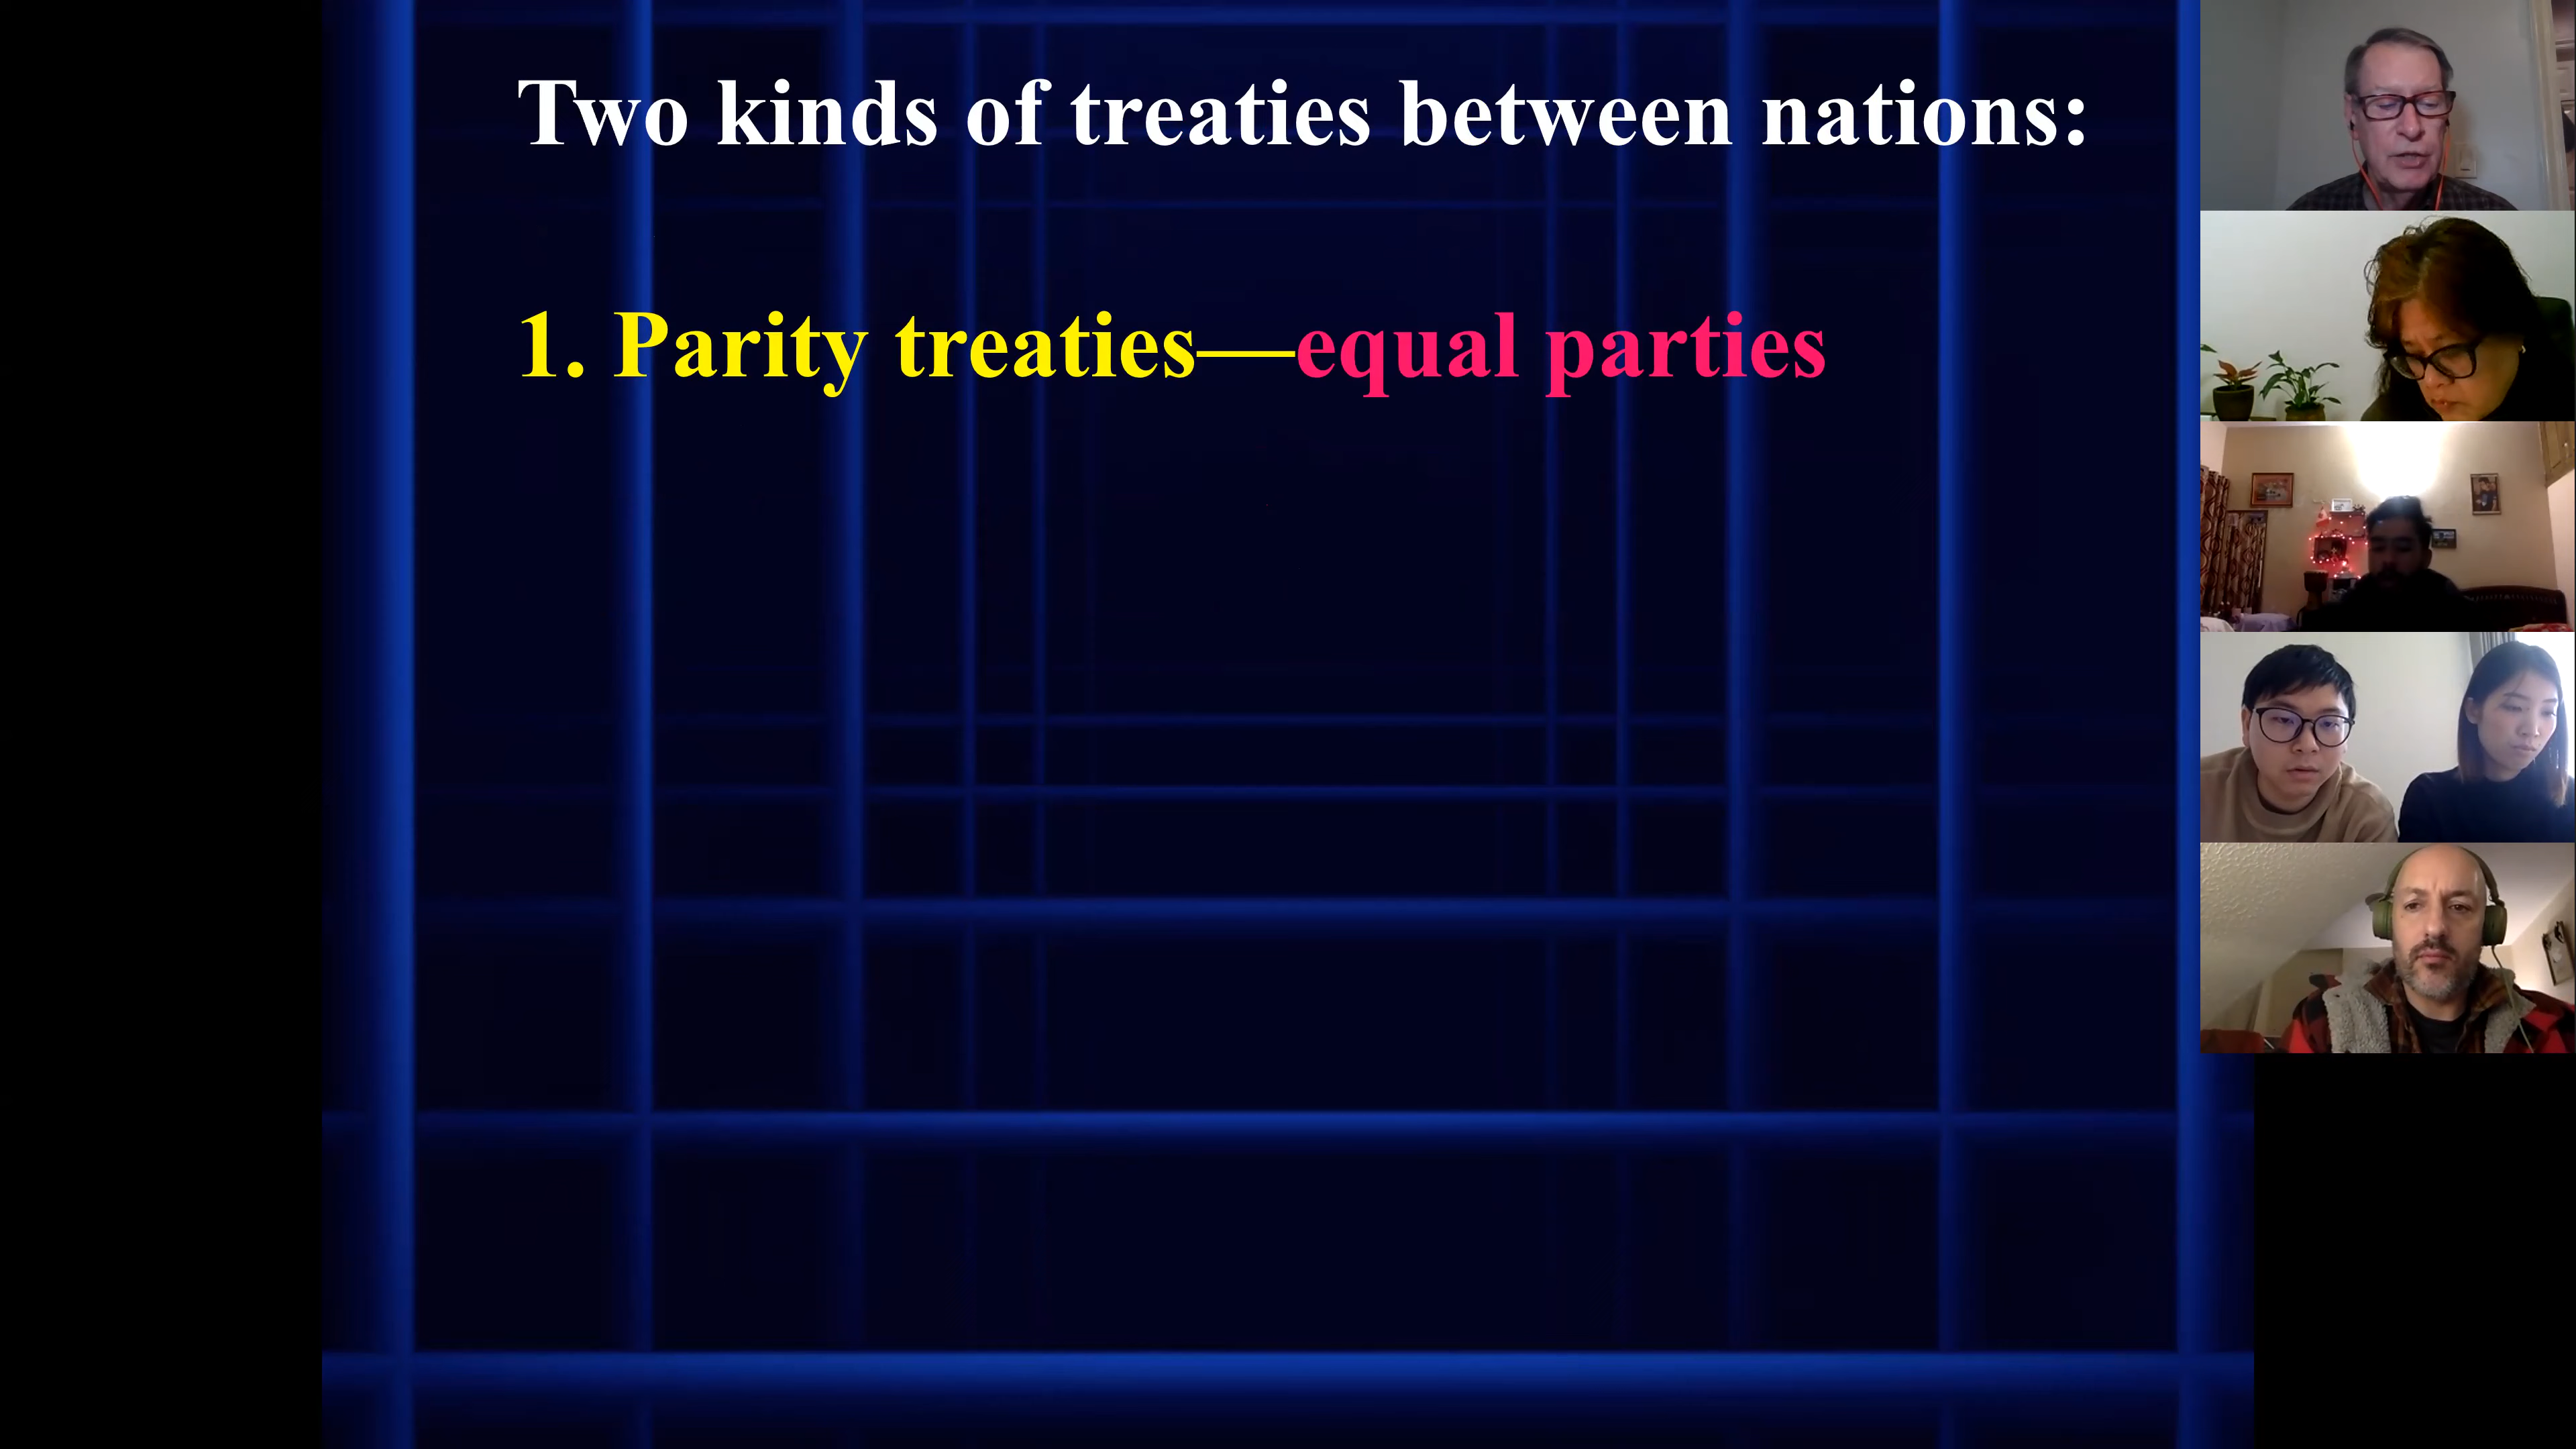 Two kinds of treaties between nations:
1. Parity treaties—equal parties